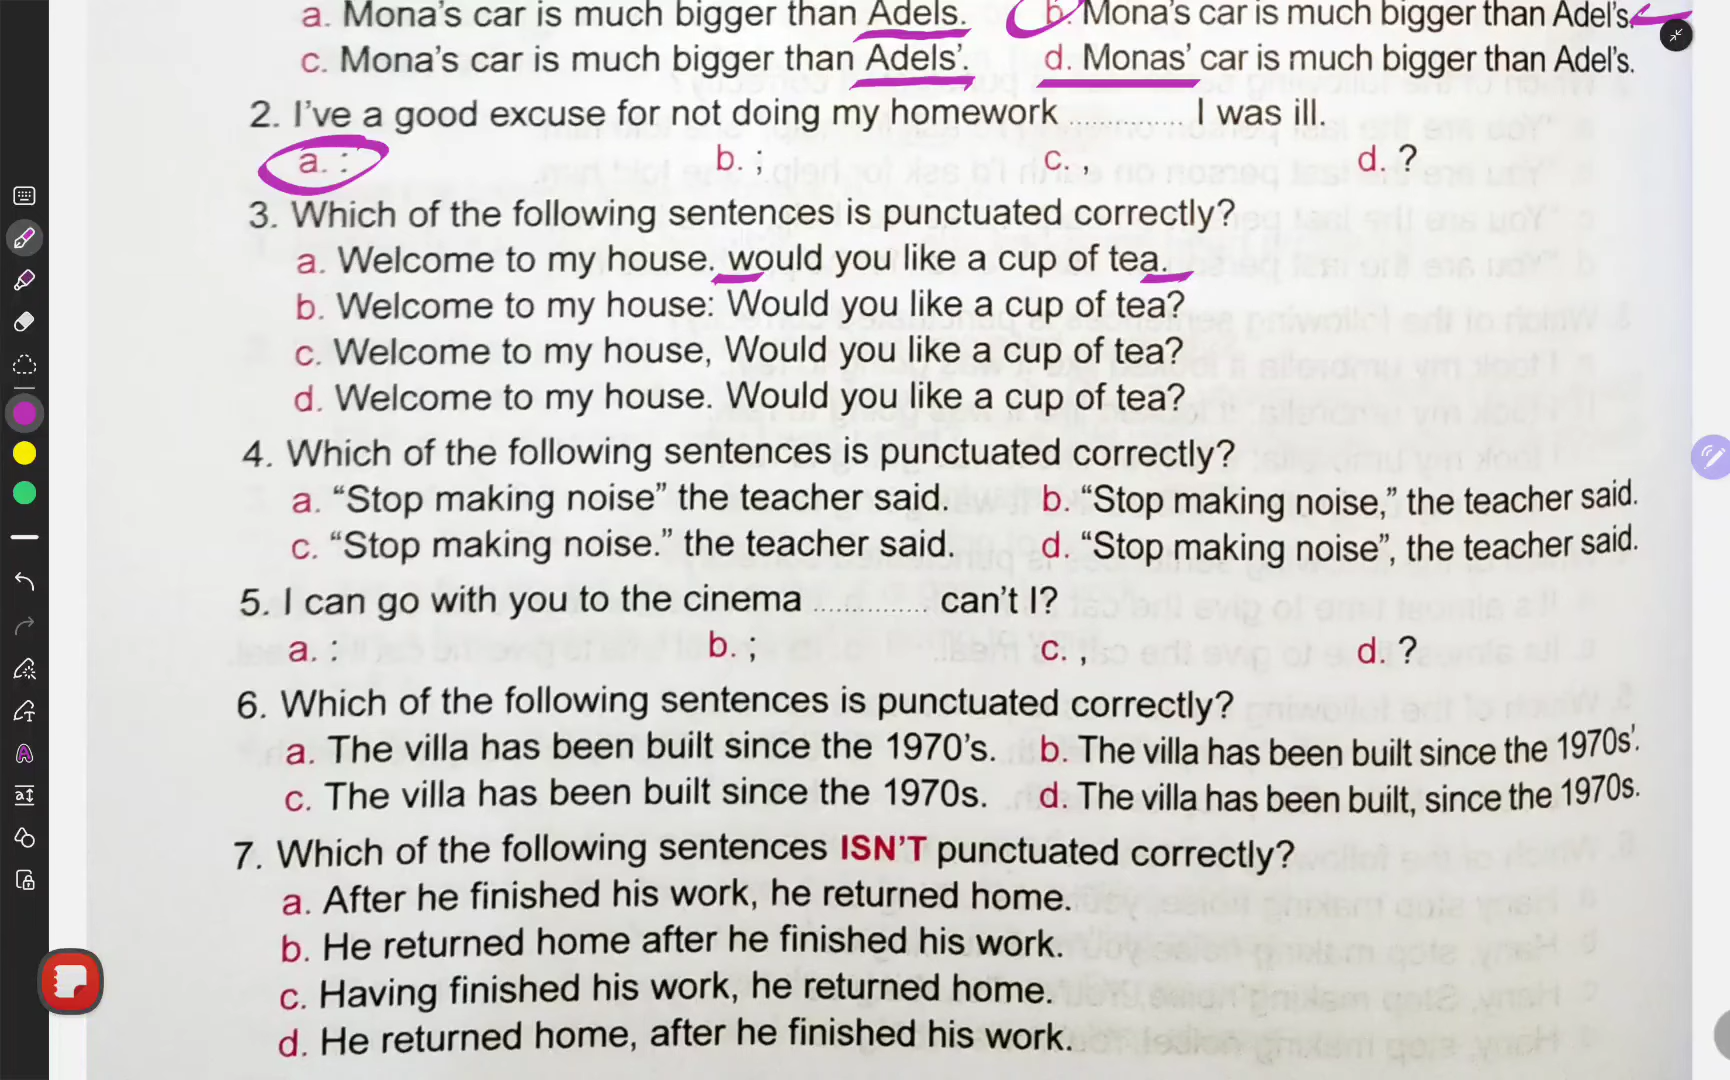 a. Mona's car is much bigger than Adels. b. Mona's car is much bigger than Adel's.
c. Mona's car is much bigger than Adels'. d. Monas' car is much bigger than Adel's.
2. I've a good excuse for not doing my homework .............. I was ill.
a. : b. ; c. , d. ?
3. Which of the following sentences is punctuated correctly?
a. Welcome to my house. would you like a cup of tea.
b. Welcome to my house: Would you like a cup of tea?
c. Welcome to my house, Would you like a cup of tea?
d. Welcome to my house. Would you like a cup of tea?
4. Which of the following sentences is punctuated correctly?
a. “Stop making noise” the teacher said. b. “Stop making noise,” the teacher said.
c. “Stop making noise.” the teacher said. d. “Stop making noise”, the teacher said.
5. I can go with you to the cinema .............. can't I?
a. : b. ; c. , d. ?
6. Which of the following sentences is punctuated correctly?
a. The villa has been built since the 1970's. b. The villa has been built since the 1970s'.
c. The villa has been built since the 1970s. d. The villa has been built, since the 1970s.
7. Which of the following sentences ISN'T punctuated correctly?
a. After he finished his work, he returned home.
b. He returned home after he finished his work.
c. Having finished his work, he returned home.
d. He returned home, after he finished his work.